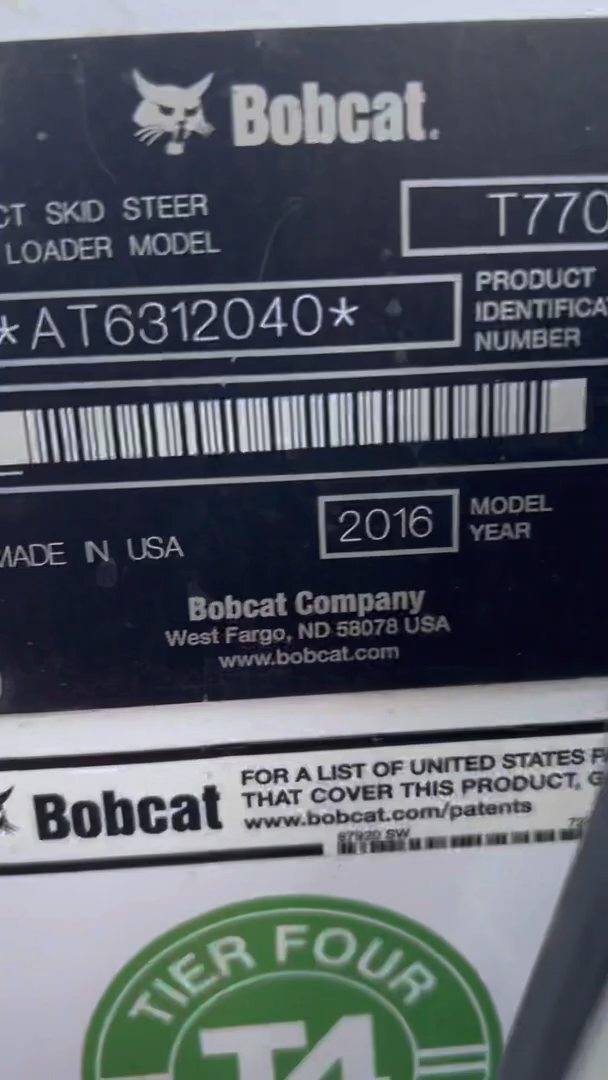 Bobcat.
CT SKID STEER
LOADER MODEL
T770
*AT6312040*
PRODUCT
IDENTIFICA
NUMBER
MADE IN USA
2016
MODEL
YEAR
Bobcat Company
West Fargo, ND 58078 USA
www.bobcat.com
Bobcat
FOR A LIST OF UNITED STATES P
THAT COVER THIS PRODUCT, G
www.bobcat.com/patents
TIER FOUR
T4